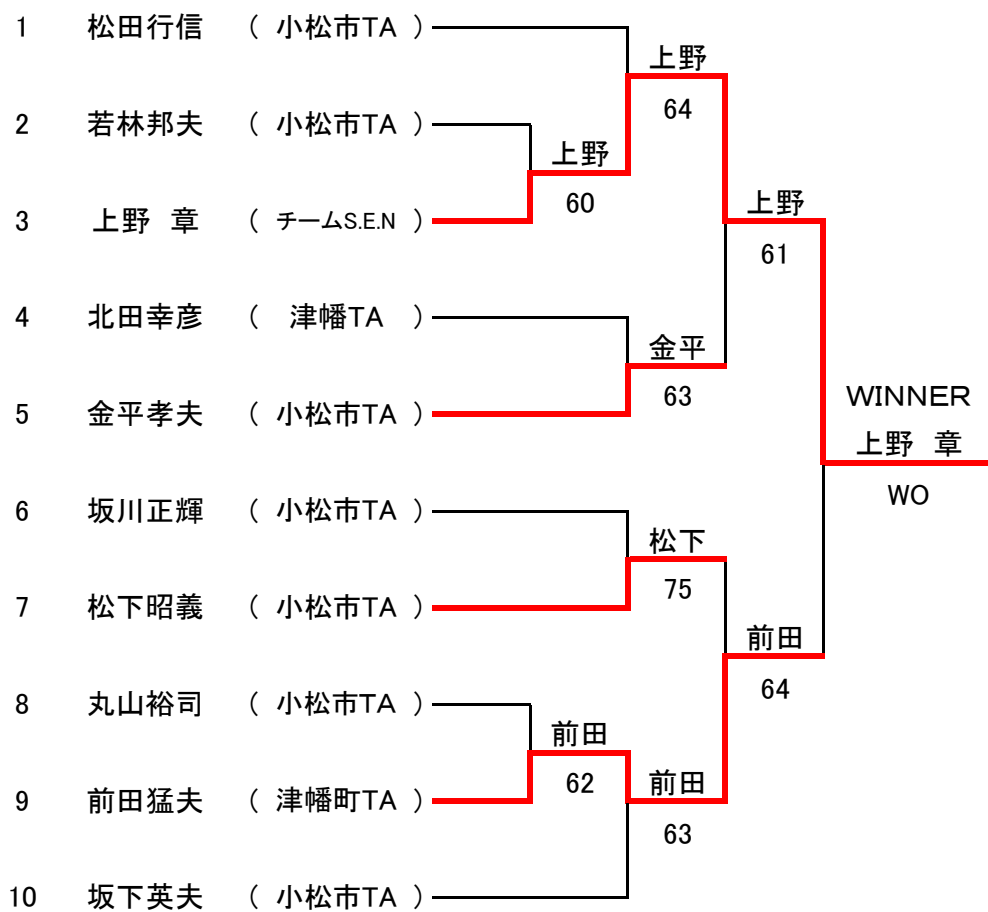 1 松田行信 ( 小松市TA )
上野
64
2 若林邦夫 ( 小松市TA )
上野
60
3 上野 章 ( チームS.E.N )
上野
61
4 北田幸彦 ( 津幡TA )
金平
63
5 金平孝夫 ( 小松市TA )
WINNER
上野 章
WO
6 坂川正輝 ( 小松市TA )
松下
75
7 松下昭義 ( 小松市TA )
前田
64
8 丸山裕司 ( 小松市TA )
前田
62
9 前田猛夫 ( 津幡町TA )
前田
63
10 坂下英夫 ( 小松市TA )